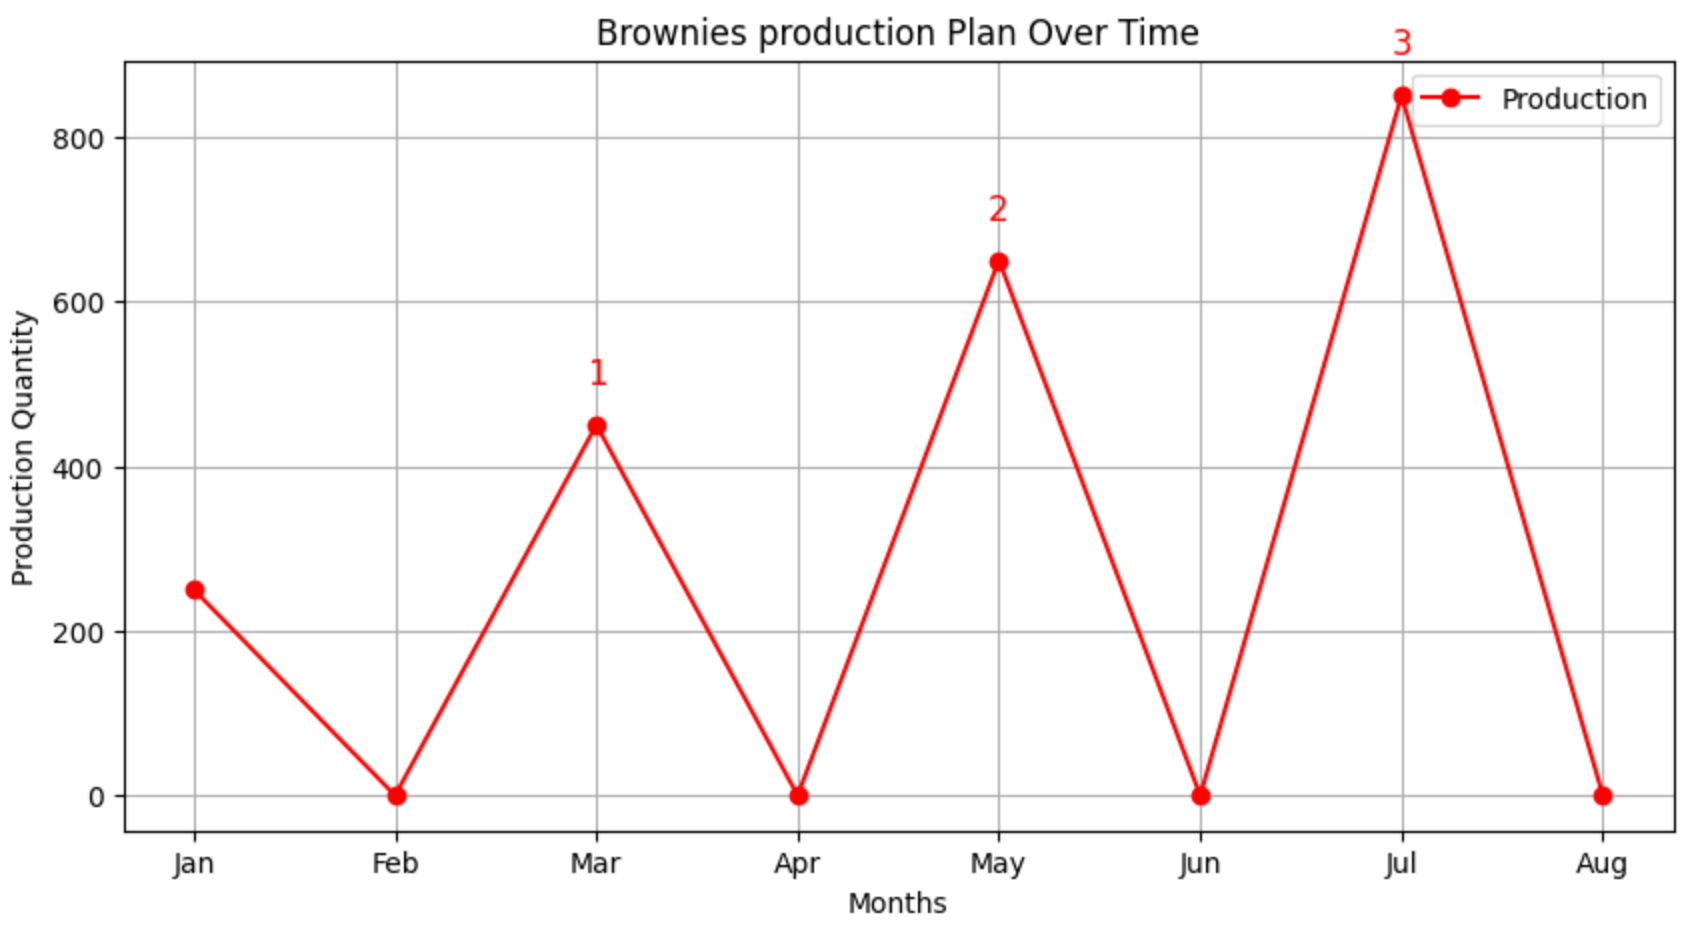 Brownies production Plan Over Time
3
Production
800
2
600
1
400
200
0
Production Quantity
Jan Feb Mar Apr May Jun Jul Aug
Months